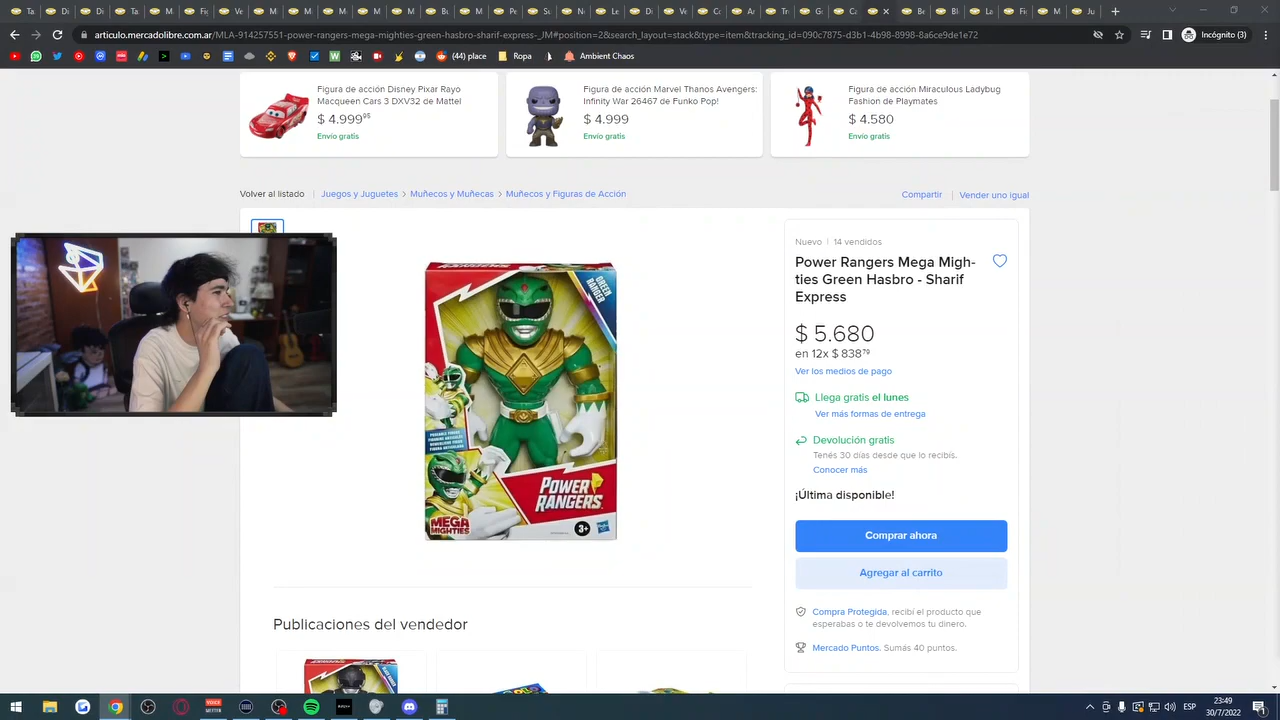 articulo.mercadolibre.com.ar/MLA-914257551-power-rangers-mega-mighties-green-hasbro-sharif-express-_JM#position=2&search_layout=stack&type=item&tracking_id=090c7875-d3b1-4b98-8998-8a6ce9de1e72
Incógnito (3)
(44) place
Ropa
Ambient Chaos
Figura de acción Disney Pixar Rayo
Macqueen Cars 3 DXV32 de Mattel
$ 4.999⁹⁵
Envío gratis
Figura de acción Marvel Thanos Avengers:
Infinity War 26467 de Funko Pop!
$ 4.999
Envío gratis
Figura de acción Miraculous Ladybug
Fashion de Playmates
$ 4.580
Envío gratis
Volver al listado | Juegos y Juguetes > Muñecos y Muñecas > Muñecos y Figuras de Acción
Compartir | Vender uno igual
GREEN RANGER
POWER
RANGERS
MEGA
MIGHTIES
3+
Hasbro
Nuevo | 14 vendidos
Power Rangers Mega Migh-
ties Green Hasbro - Sharif
Express
$ 5.680
en 12x $ 838⁷⁹
Ver los medios de pago
Llega gratis el lunes
Ver más formas de entrega
Devolución gratis
Tenés 30 días desde que lo recibís.
Conocer más
¡Última disponible!
Comprar ahora
Agregar al carrito
Compra Protegida, recibí el producto que
esperabas o te devolvemos tu dinero.
Mercado Puntos. Sumás 40 puntos.
Publicaciones del vendedor
ESP
23:49
30/7/2022